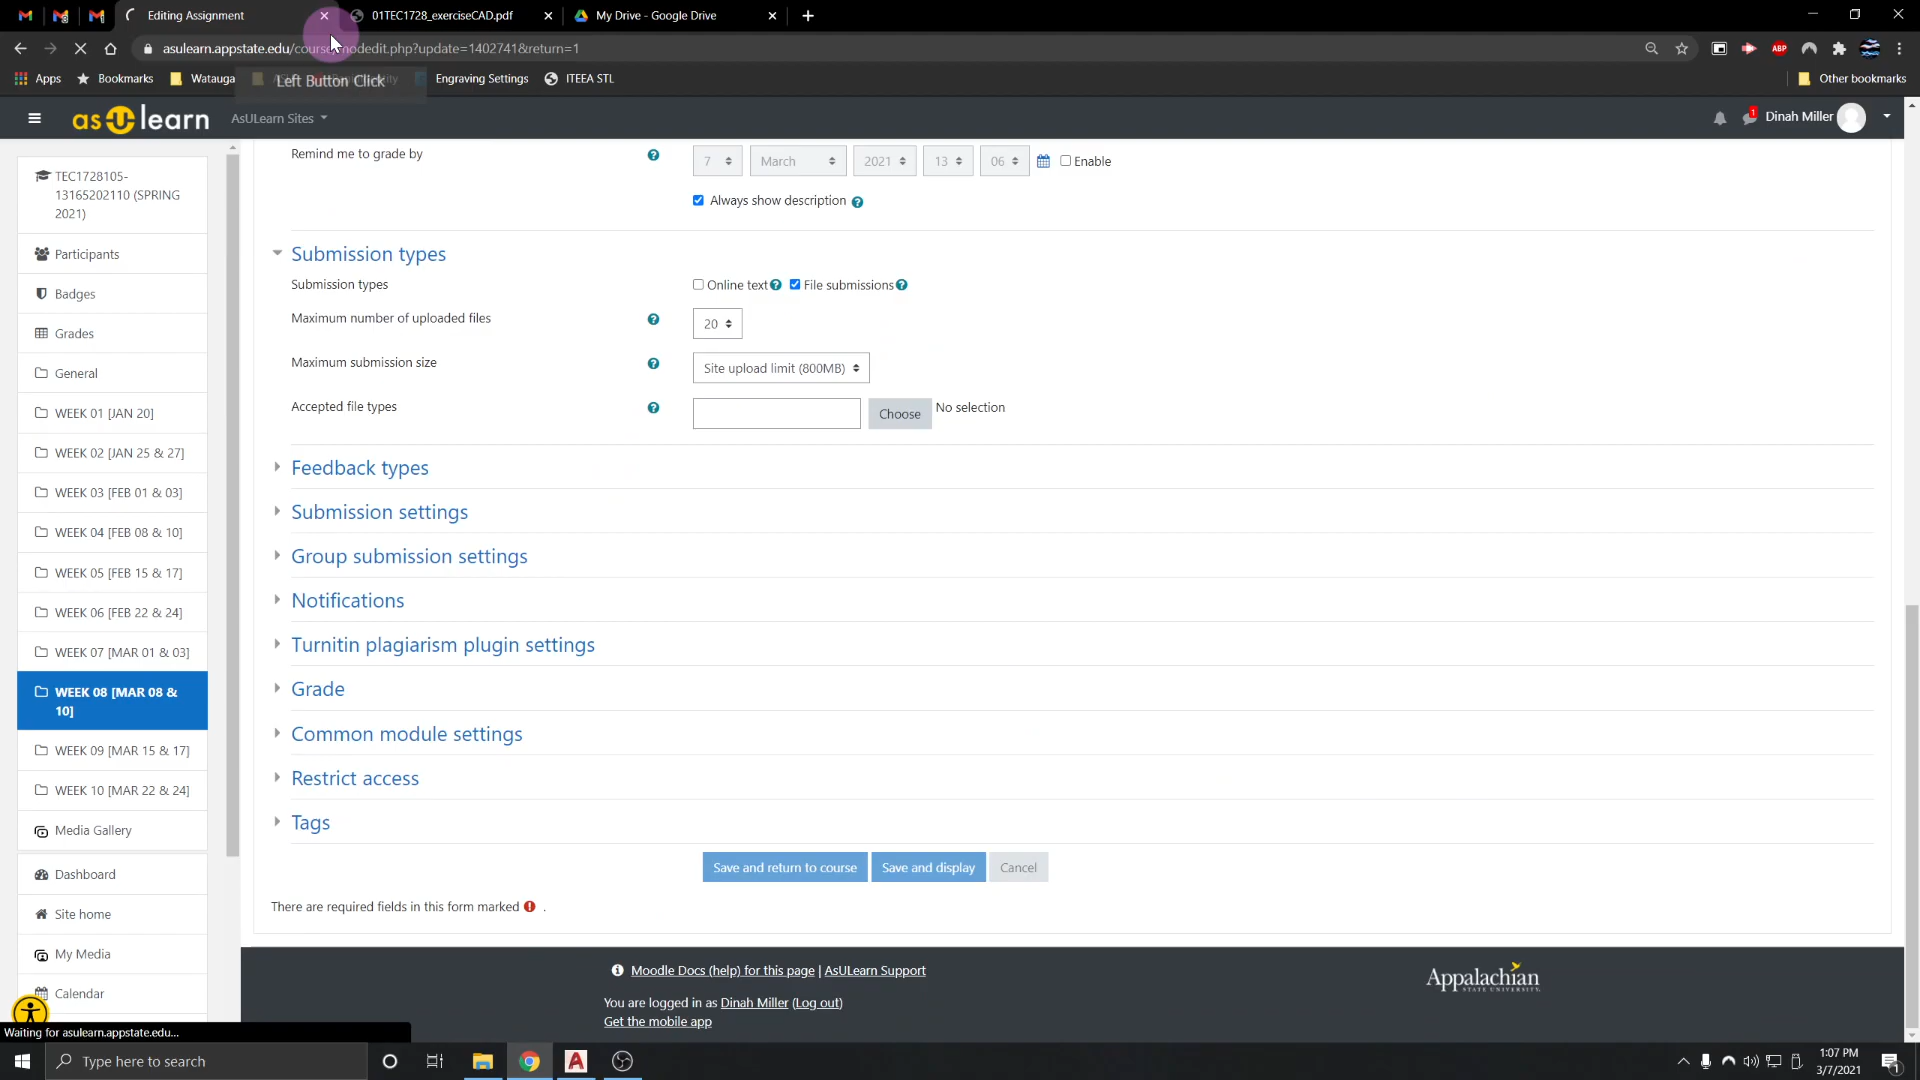 Editing Assignment
01TEC1728_exerciseCAD.pdf
My Drive - Google Drive
asulearn.appstate.edu/course/modedit.php?update=1402741&return=1
Apps
Bookmarks
Watauga
Engraving Settings
ITEEA STL
Other bookmarks
Left Button Click
asULearn
AsULearn Sites
1
Dinah Miller
TEC1728105-
13165202110 (SPRING
2021)
Participants
Badges
Grades
General
WEEK 01 [JAN 20]
WEEK 02 [JAN 25 & 27]
WEEK 03 [FEB 01 & 03]
WEEK 04 [FEB 08 & 10]
WEEK 05 [FEB 15 & 17]
WEEK 06 [FEB 22 & 24]
WEEK 07 [MAR 01 & 03]
WEEK 08 [MAR 08 &
10]
WEEK 09 [MAR 15 & 17]
WEEK 10 [MAR 22 & 24]
Media Gallery
Dashboard
Site home
My Media
Calendar
Remind me to grade by
7 March 2021 13 06 Enable
Always show description
Submission types
Submission types
Online text File submissions
Maximum number of uploaded files
20
Maximum submission size
Site upload limit (800MB)
Accepted file types
Choose No selection
Feedback types
Submission settings
Group submission settings
Notifications
Turnitin plagiarism plugin settings
Grade
Common module settings
Restrict access
Tags
Save and return to course Save and display Cancel
There are required fields in this form marked .
Moodle Docs (help) for this page | AsULearn Support
You are logged in as Dinah Miller (Log out)
Get the mobile app
Appalachian
STATE UNIVERSITY
Waiting for asulearn.appstate.edu...
Type here to search
1:07 PM
3/7/2021
1
ABP